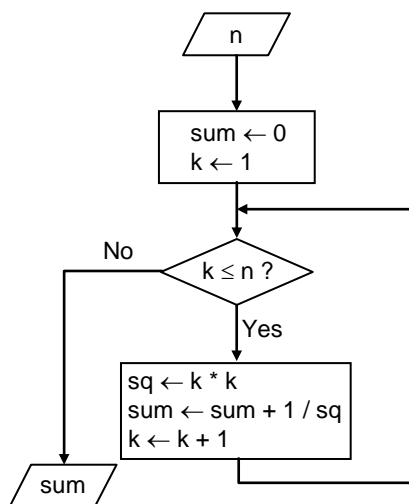 n
sum ← 0
k ← 1
k ≤ n ?
No
Yes
sq ← k * k
sum ← sum + 1 / sq
k ← k + 1
sum